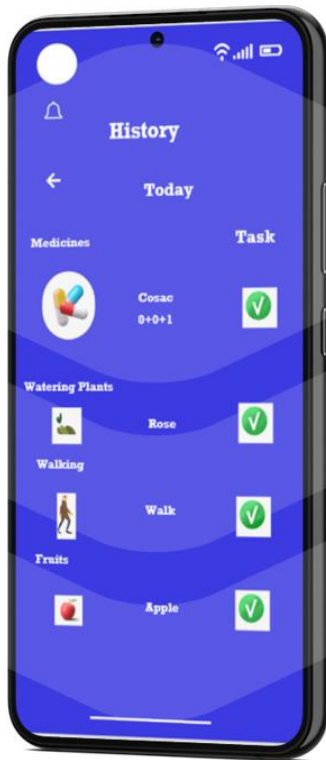 History
Today
Medicines Task
Cosac
0+0+1
Watering Plants
Rose
Walking
Walk
Fruits
Apple